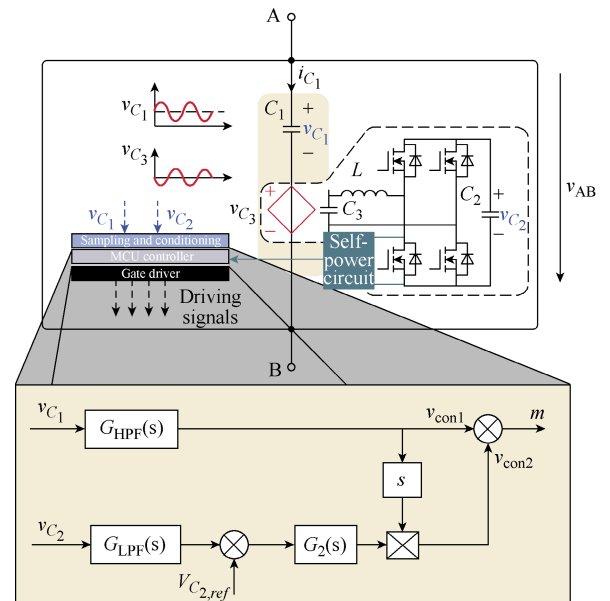 A
i_{C_1}
v_{C_1}
C_1
+
v_{C_1}
−
v_{C_3}
L
v_{C_3}
+
−
C_3
C_2
+
v_{C_2}
−
v_{AB}
v_{C_1}
v_{C_2}
Sampling and conditioning
MCU controller
Gate driver
Self-
power
circuit
Driving
signals
B
v_{C_1}
G_{HPF}(s)
v_{con1}
m
v_{con2}
s
v_{C_2}
G_{LPF}(s)
G_2(s)
V_{C_{2,ref}}